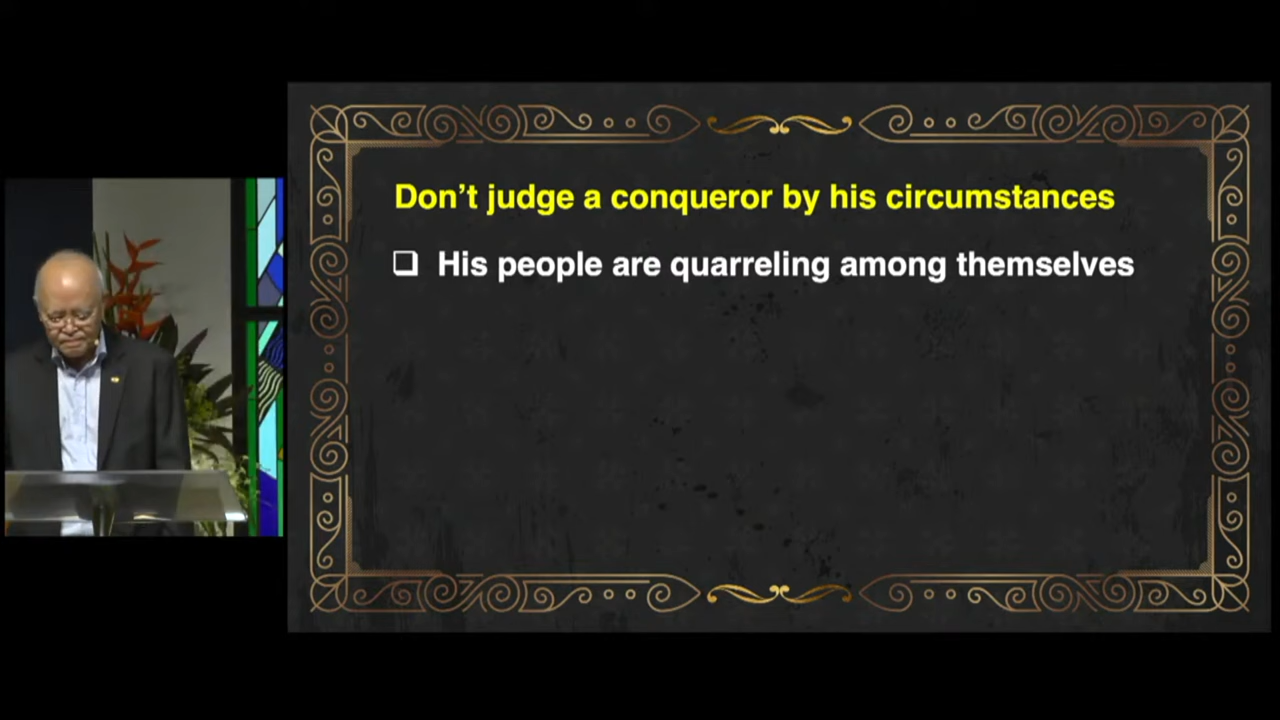 Don’t judge a conqueror by his circumstances
❑ His people are quarreling among themselves